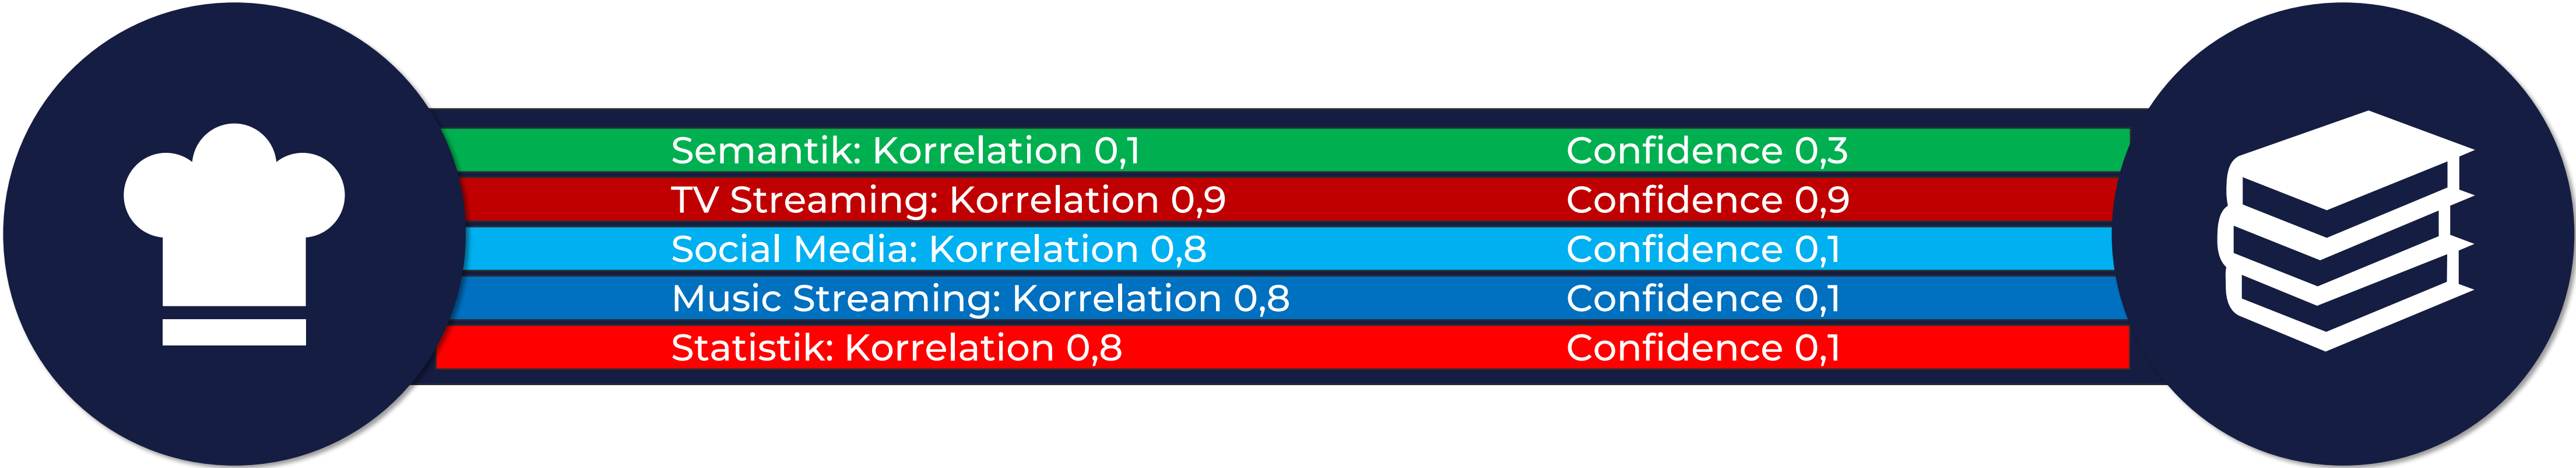 Semantik: Korrelation 0,1 Confidence 0,3
TV Streaming: Korrelation 0,9 Confidence 0,9
Social Media: Korrelation 0,8 Confidence 0,1
Music Streaming: Korrelation 0,8 Confidence 0,1
Statistik: Korrelation 0,8 Confidence 0,1